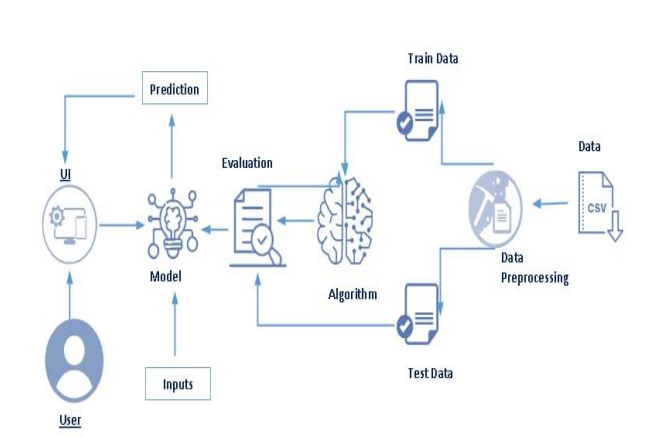 Train Data
Prediction
Data
Evaluation
UI
CSV
Data
Preprocessing
Model
Algorithm
Test Data
Inputs
User